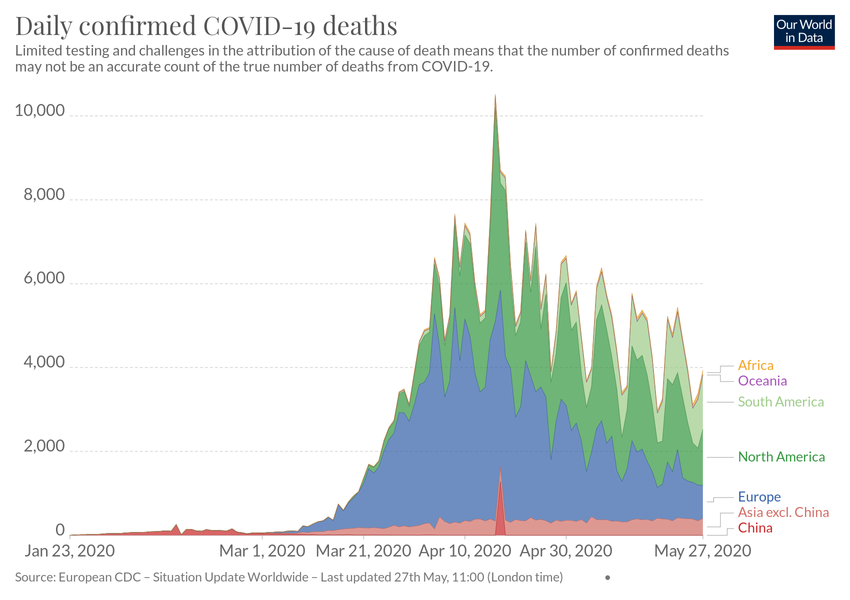 Daily confirmed COVID-19 deaths
Our World
in Data
Limited testing and challenges in the attribution of the cause of death means that the number of confirmed deaths
may not be an accurate count of the true number of deaths from COVID-19.
10,000
8,000
6,000
4,000
2,000
0
Africa
Oceania
South America
North America
Europe
Asia excl. China
China
Jan 23, 2020 Mar 1, 2020 Mar 21, 2020 Apr 10, 2020 Apr 30, 2020 May 27, 2020
Source: European CDC – Situation Update Worldwide – Last updated 27th May, 11:00 (London time) •